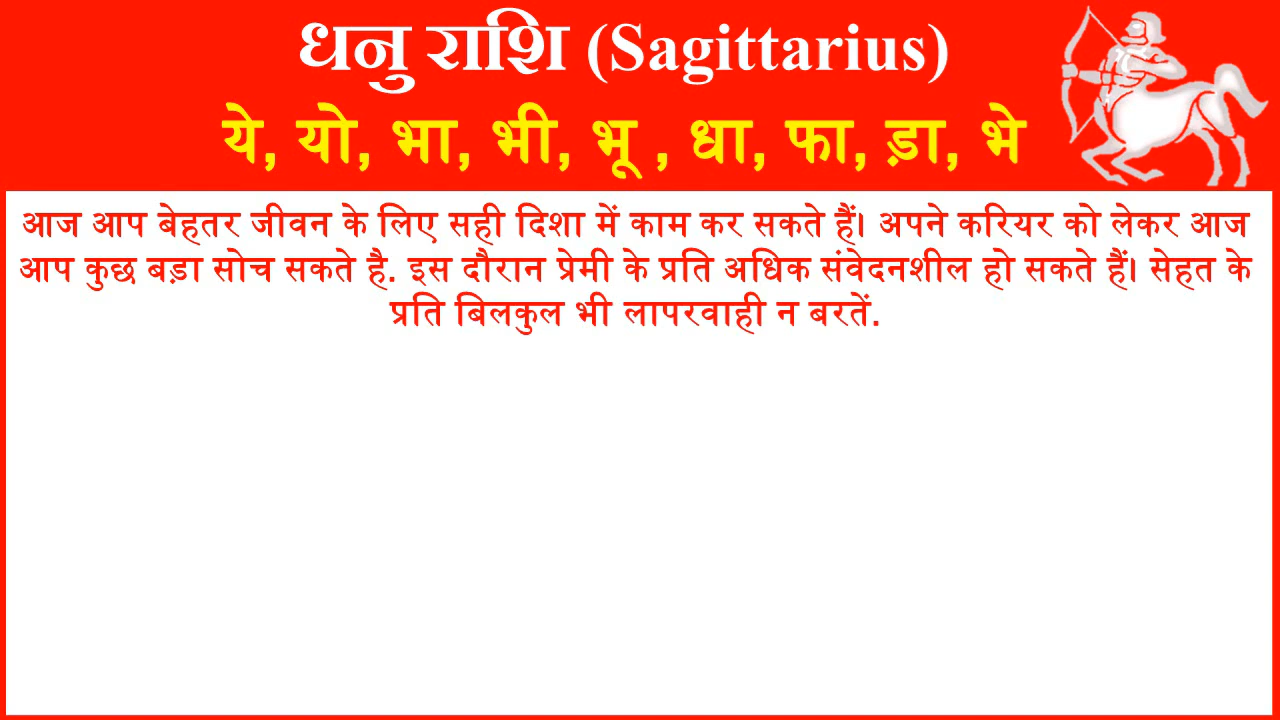 धनु राशि (Sagittarius)
ये, यो, भा, भी, भू , धा, फा, ड़ा, भे
आज आप बेहतर जीवन के लिए सही दिशा में काम कर सकते हैं। अपने करियर को लेकर आज
आप कुछ बड़ा सोच सकते है. इस दौरान प्रेमी के प्रति अधिक संवेदनशील हो सकते हैं। सेहत के
प्रति बिलकुल भी लापरवाही न बरतें.